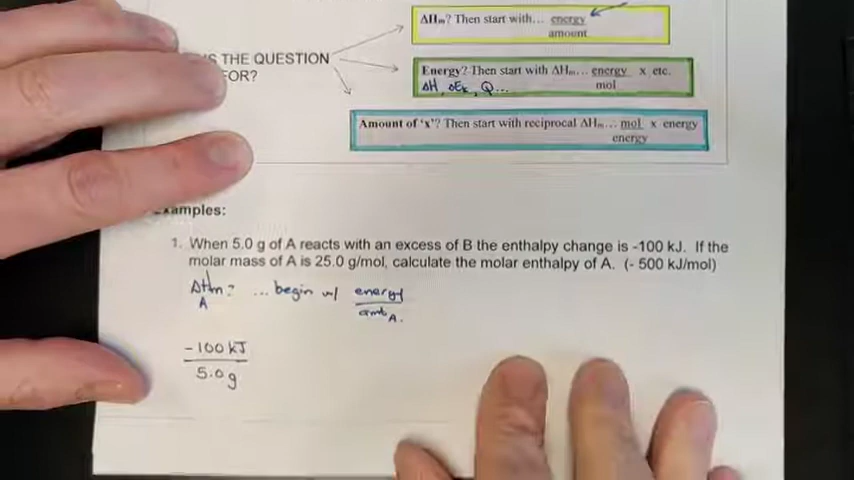 ΔHm? Then start with... energy
amount
S THE QUESTION
FOR?
Energy? Then start with ΔHm... energy x etc.
mol
ΔH, ΔEk, Q...
Amount of 'x'? Then start with reciprocal ΔHm... mol x energy
energy
amples:
1. When 5.0 g of A reacts with an excess of B the enthalpy change is -100 kJ. If the
molar mass of A is 25.0 g/mol, calculate the molar enthalpy of A. (- 500 kJ/mol)
ΔHm? ...begin w/ energy
A
amt A.
-100 kJ
5.0 g